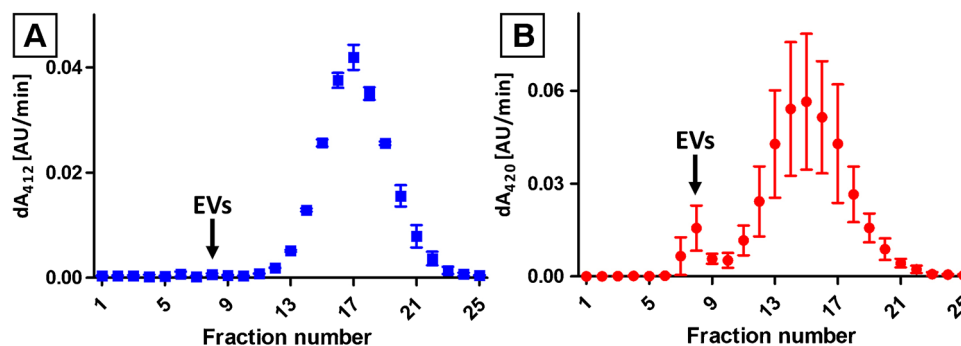 A
dA412 [AU/min]
0.04
0.02
0.00
EVs
1 5 9 13 17 21 25
Fraction number
B
dA420 [AU/min]
0.06
0.03
0.00
EVs
1 5 9 13 17 21 25
Fraction number